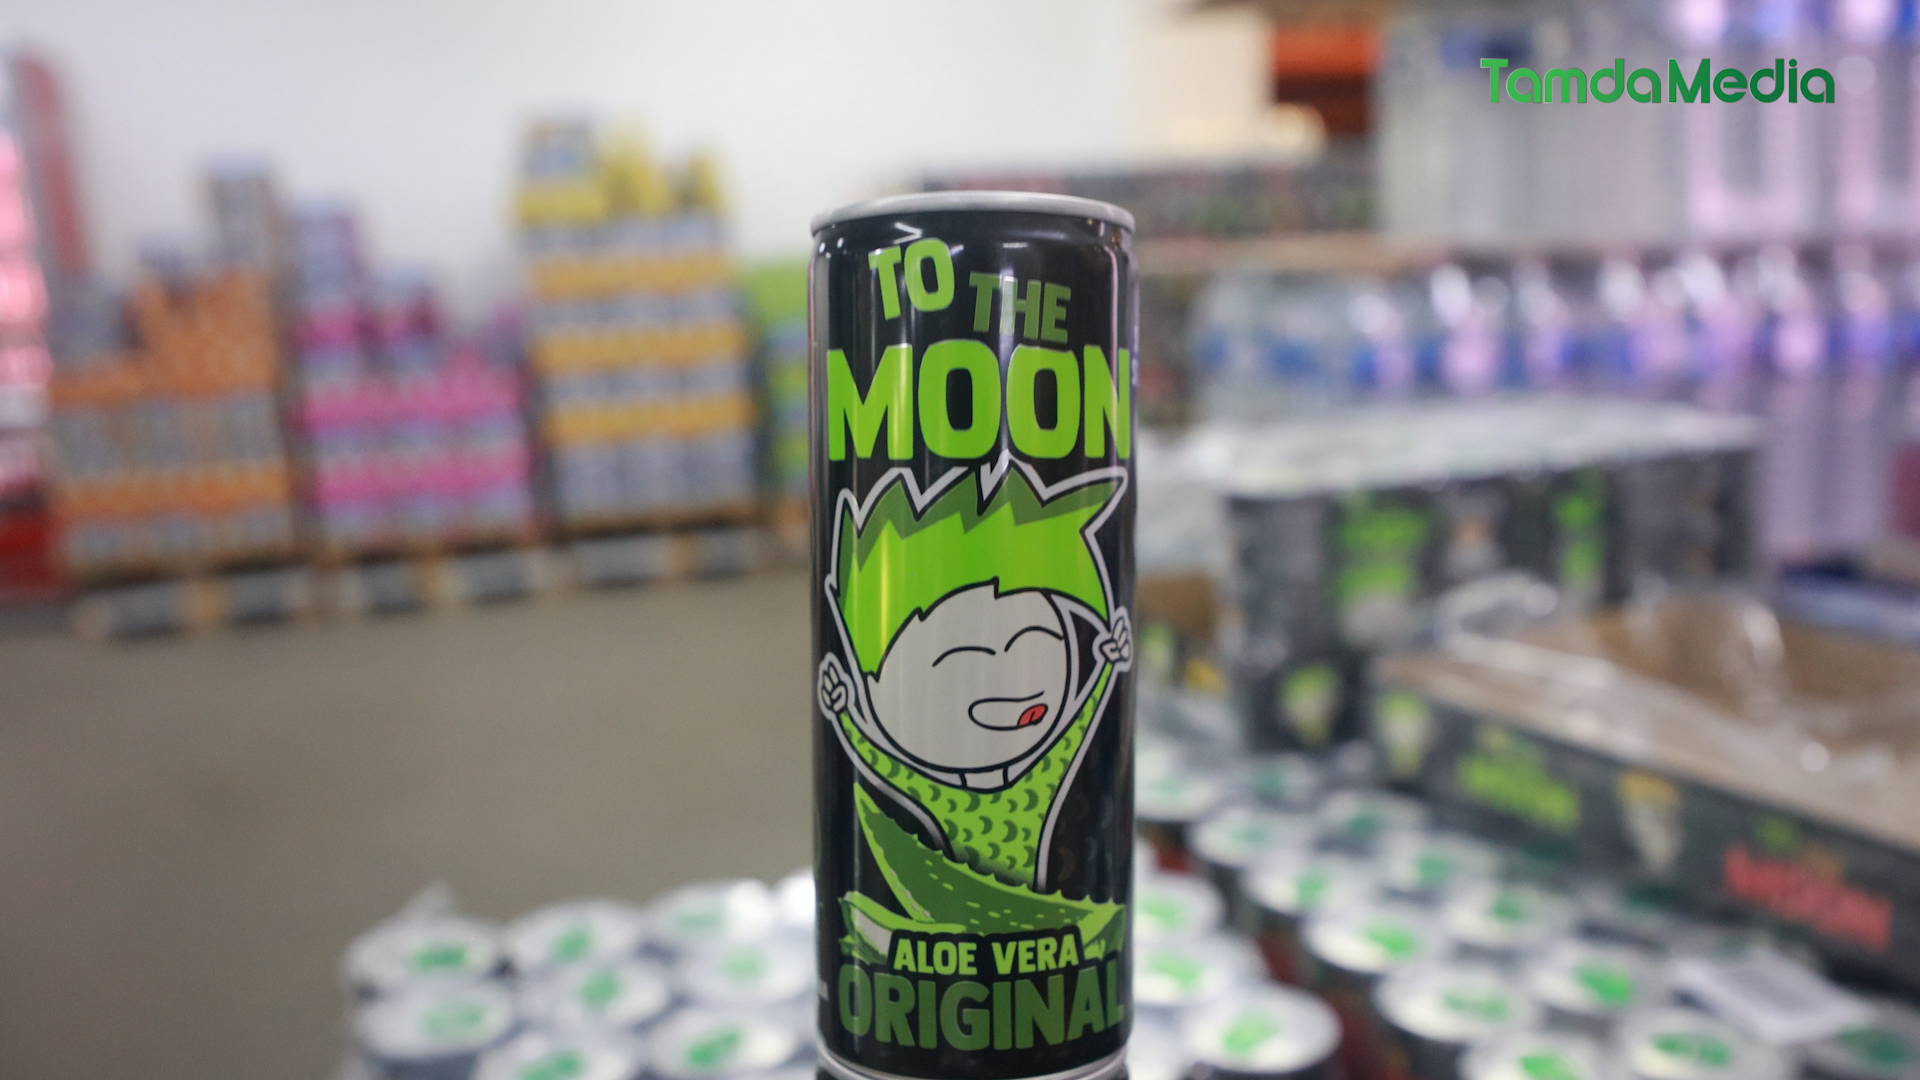 TamdaMedia
TO
THE
MOON
ALOE VERA
ORIGINAL